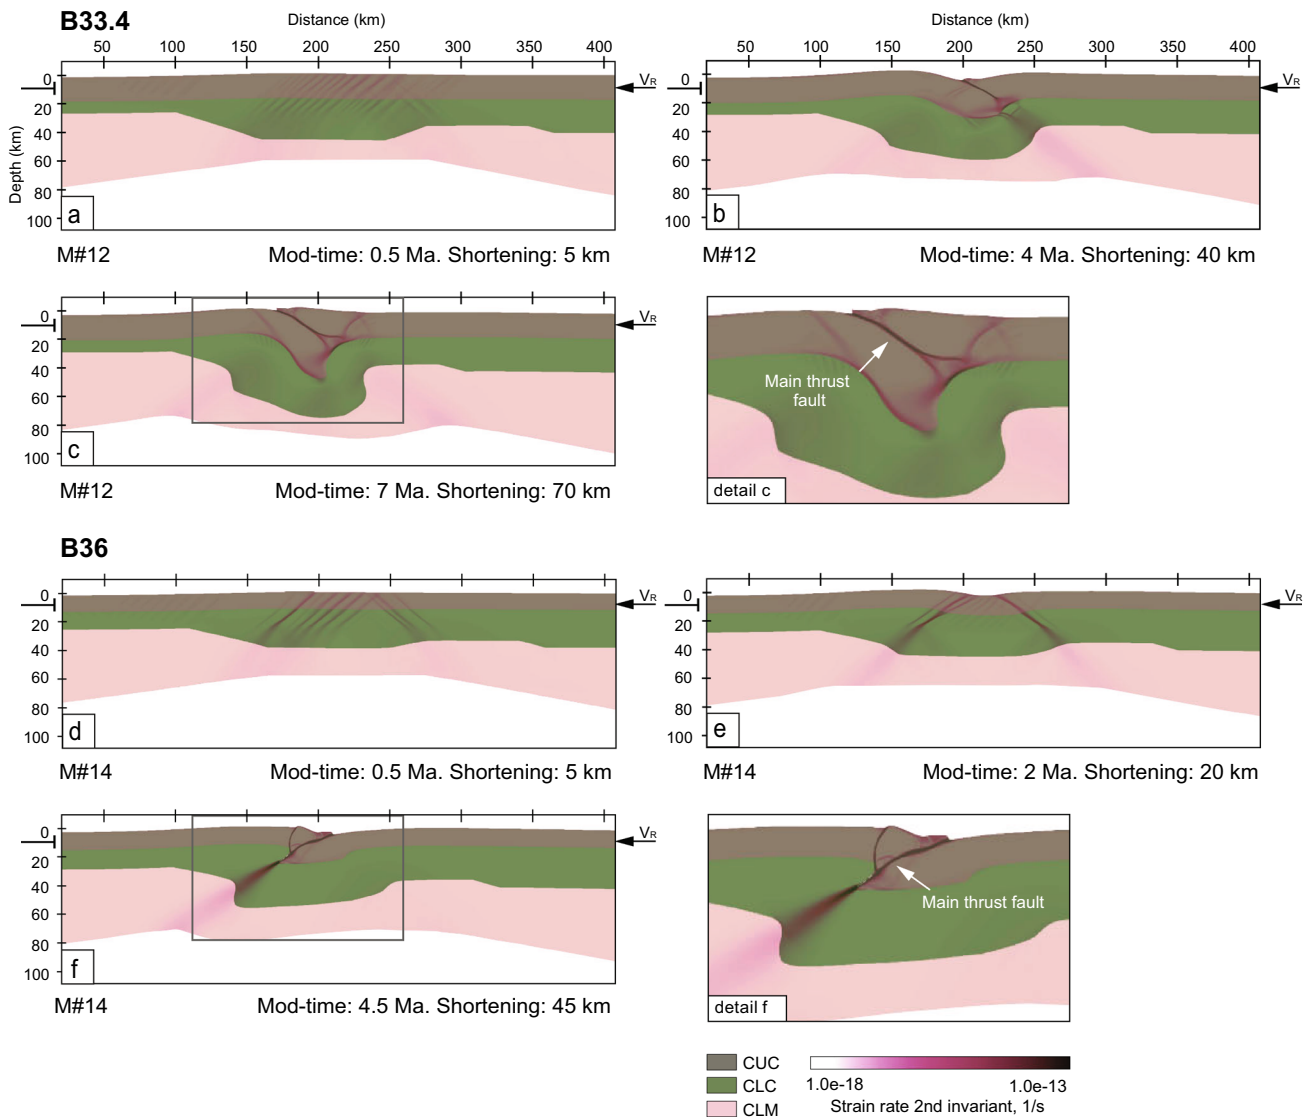 B33.4
Distance (km)
50 100 150 200 250 300 350 400
Depth (km)
0
20
40
60
80
100
VR
a
M#12 Mod-time: 0.5 Ma. Shortening: 5 km
Distance (km)
50 100 150 200 250 300 350 400
0
20
40
60
80
100
VR
b
M#12 Mod-time: 4 Ma. Shortening: 40 km
0
20
40
60
80
100
VR
c
M#12 Mod-time: 7 Ma. Shortening: 70 km
Main thrust
fault
detail c
B36
0
20
40
60
80
100
VR
d
M#14 Mod-time: 0.5 Ma. Shortening: 5 km
0
20
40
60
80
100
VR
e
M#14 Mod-time: 2 Ma. Shortening: 20 km
0
20
40
60
80
100
VR
f
M#14 Mod-time: 4.5 Ma. Shortening: 45 km
Main thrust fault
detail f
CUC
CLC
CLM
1.0e-18 1.0e-13
Strain rate 2nd invariant, 1/s